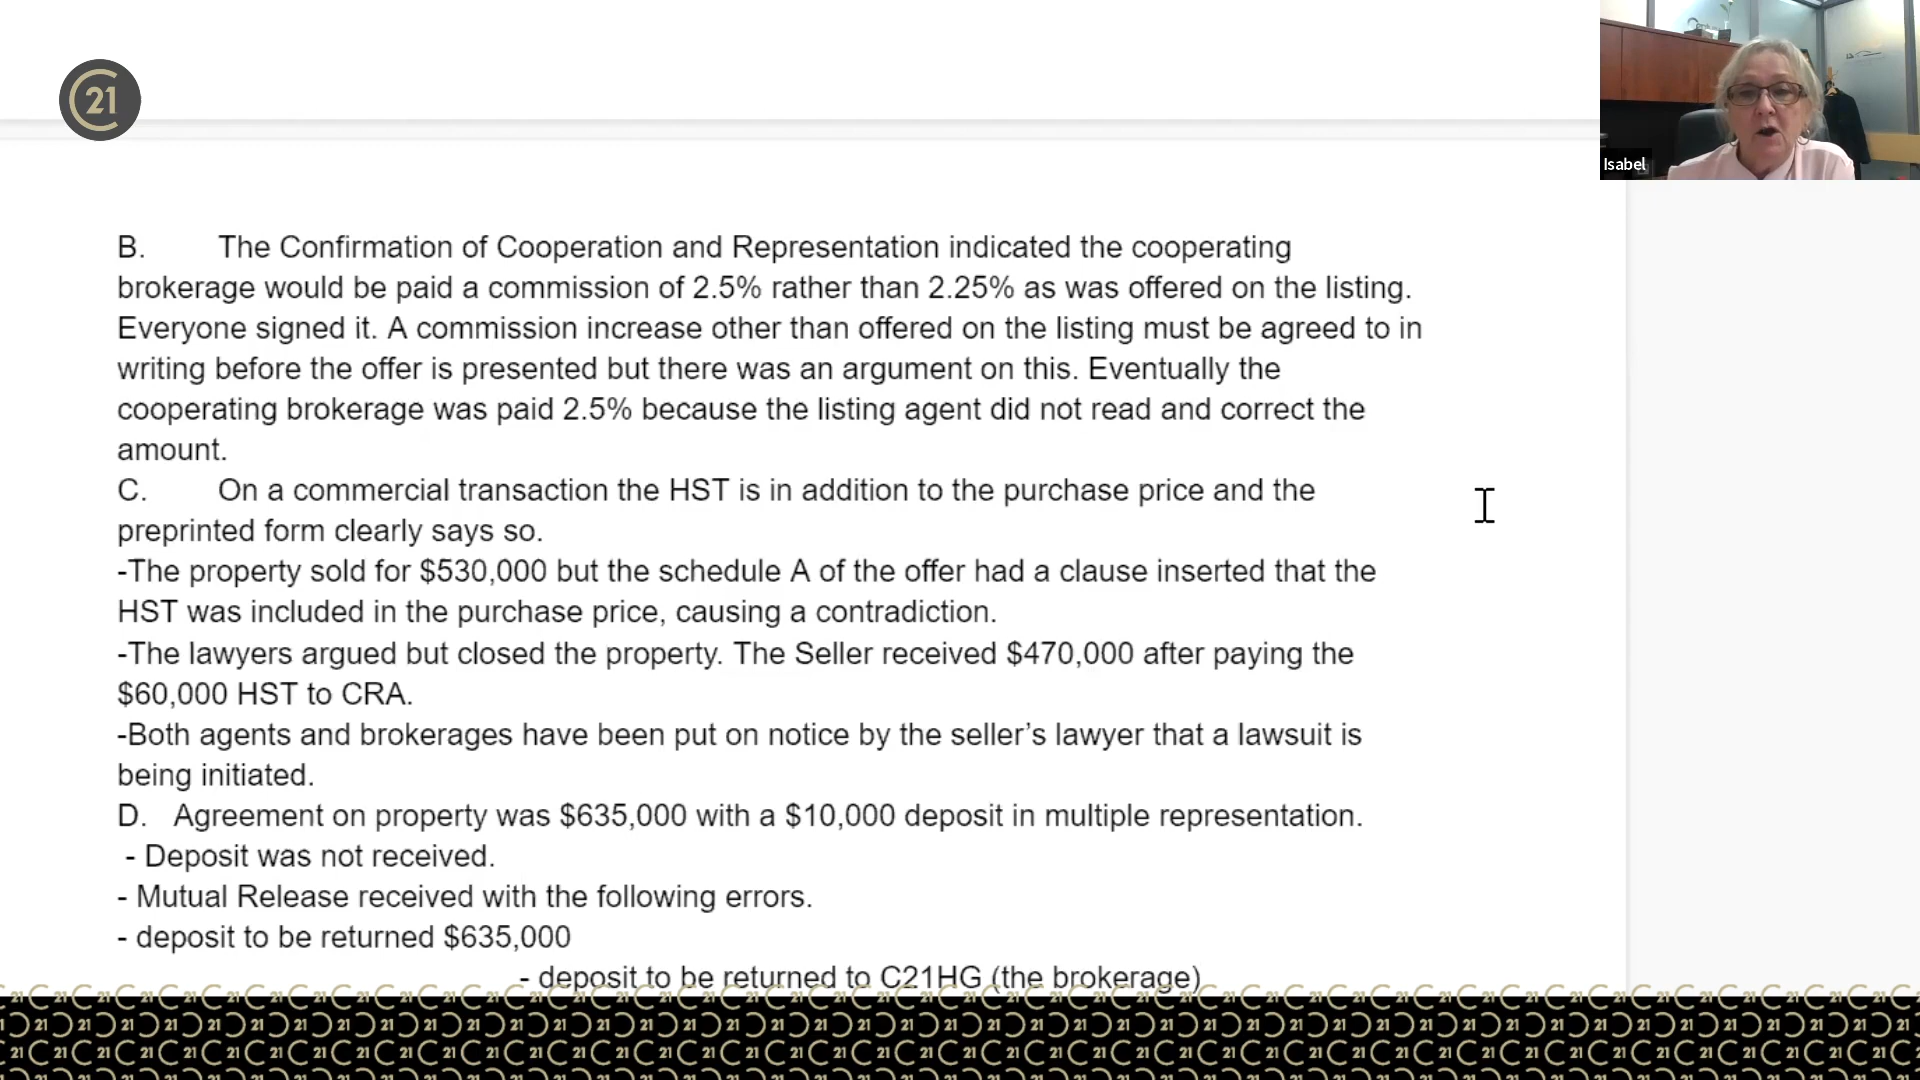 21
Isabel
B. The Confirmation of Cooperation and Representation indicated the cooperating
brokerage would be paid a commission of 2.5% rather than 2.25% as was offered on the listing.
Everyone signed it. A commission increase other than offered on the listing must be agreed to in
writing before the offer is presented but there was an argument on this. Eventually the
cooperating brokerage was paid 2.5% because the listing agent did not read and correct the
amount.
C. On a commercial transaction the HST is in addition to the purchase price and the
preprinted form clearly says so.
-The property sold for $530,000 but the schedule A of the offer had a clause inserted that the
HST was included in the purchase price, causing a contradiction.
-The lawyers argued but closed the property. The Seller received $470,000 after paying the
$60,000 HST to CRA.
-Both agents and brokerages have been put on notice by the seller’s lawyer that a lawsuit is
being initiated.
D. Agreement on property was $635,000 with a $10,000 deposit in multiple representation.
- Deposit was not received.
- Mutual Release received with the following errors.
- deposit to be returned $635,000
- deposit to be returned to C21HG (the brokerage)